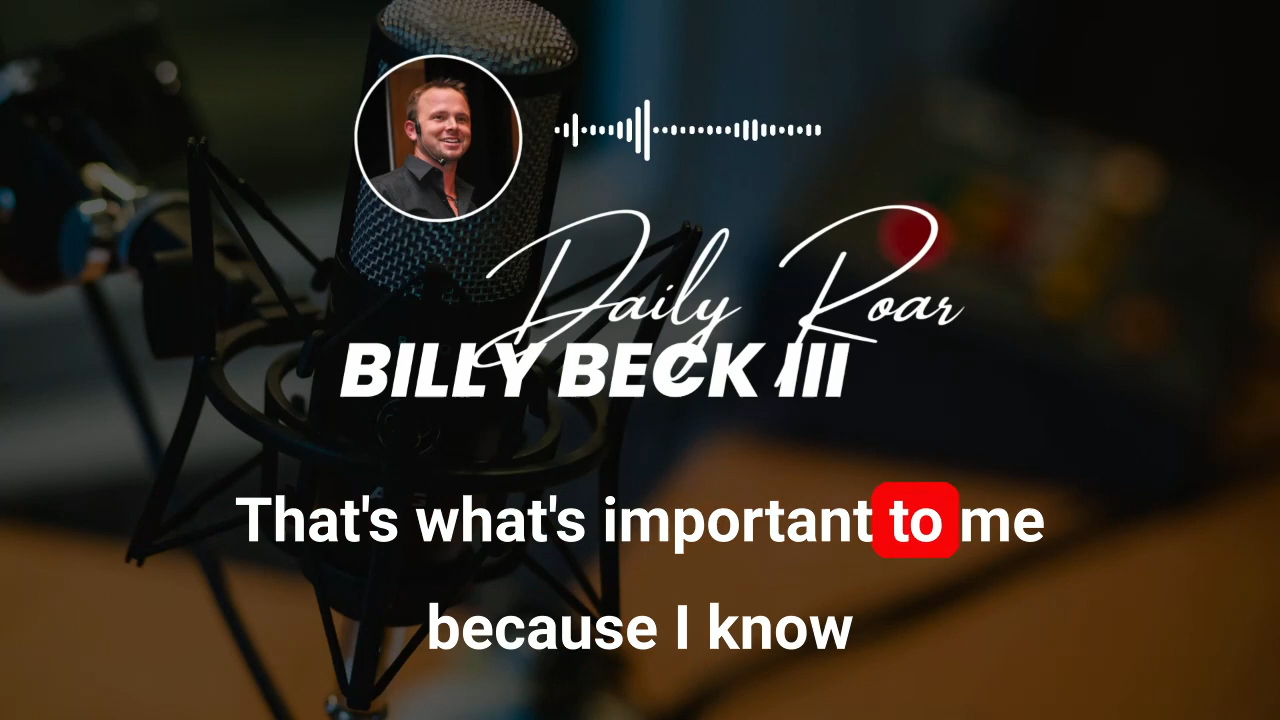 Daily Roar
BILLY BECK III
That's what's important to me
because I know